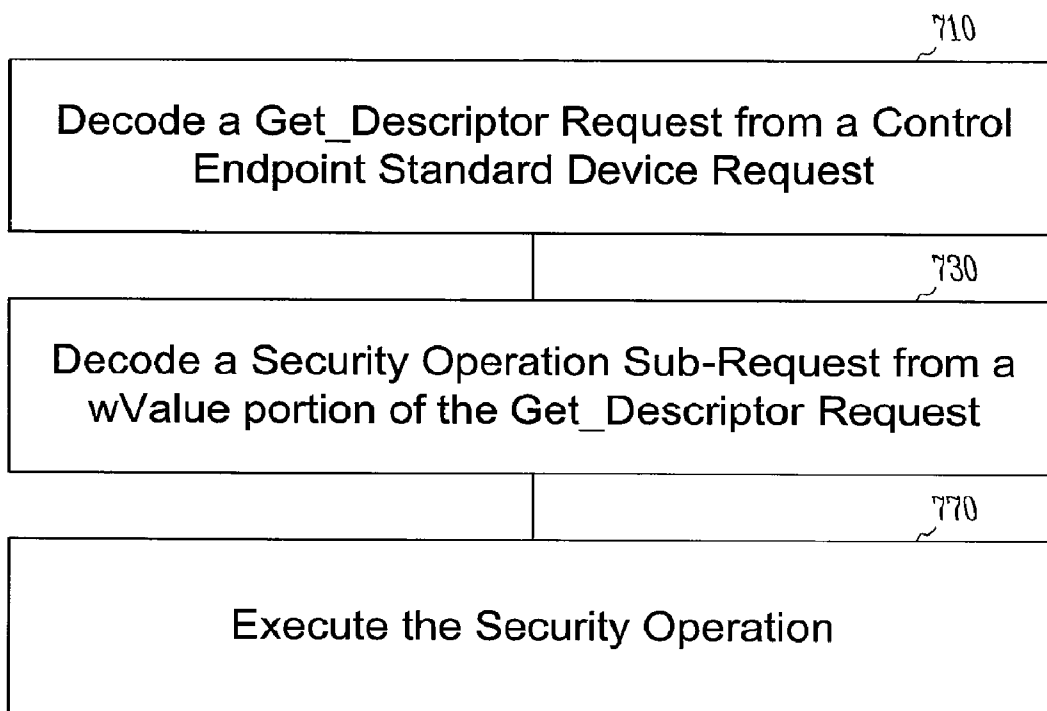 710
Decode a Get_Descriptor Request from a Control
Endpoint Standard Device Request
730
Decode a Security Operation Sub-Request from a
wValue portion of the Get_Descriptor Request
770
Execute the Security Operation